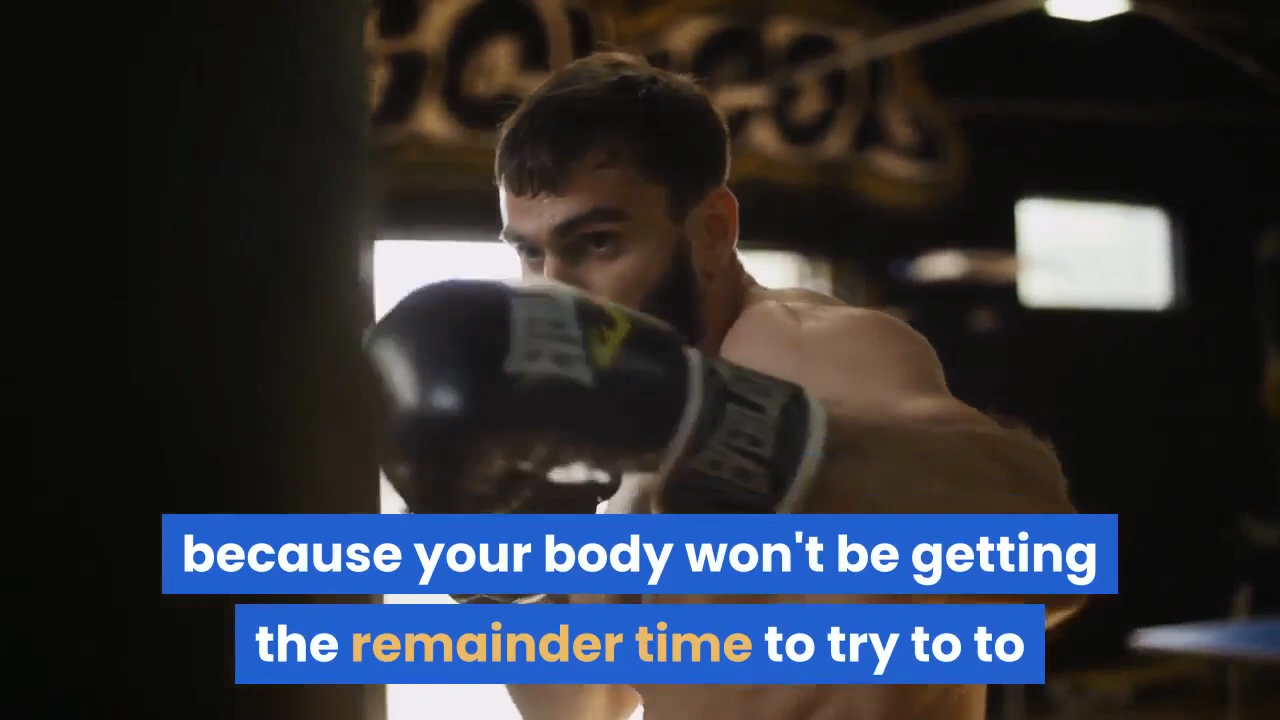 because your body won't be getting
the remainder time to try to to